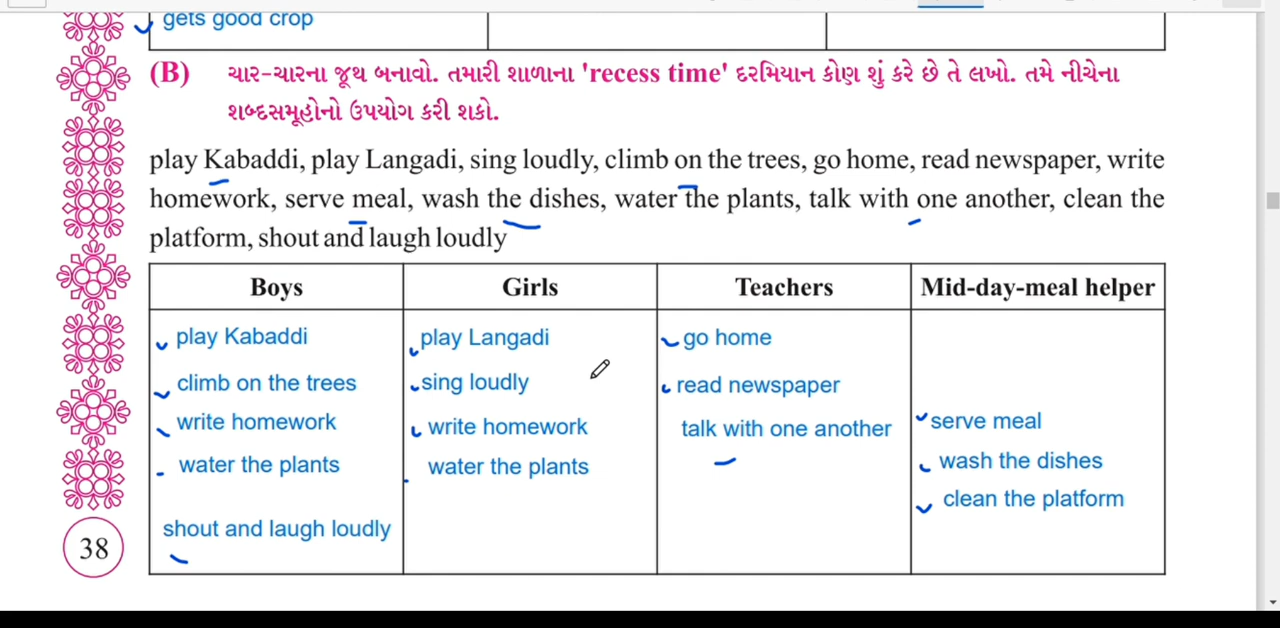 gets good crop
(B) ચાર-ચારના જૂથ બનાવો. તમારી શાળાના 'recess time' દરમિયાન કોણ શું કરે છે તે લખો. તમે નીચેના
શબ્દસમૂહોનો ઉપયોગ કરી શકો.
play Kabaddi, play Langadi, sing loudly, climb on the trees, go home, read newspaper, write
homework, serve meal, wash the dishes, water the plants, talk with one another, clean the
platform, shout and laugh loudly
Boys Girls Teachers Mid-day-meal helper
play Kabaddi play Langadi go home
climb on the trees sing loudly read newspaper
write homework write homework talk with one another serve meal
water the plants water the plants wash the dishes
clean the platform
shout and laugh loudly
38